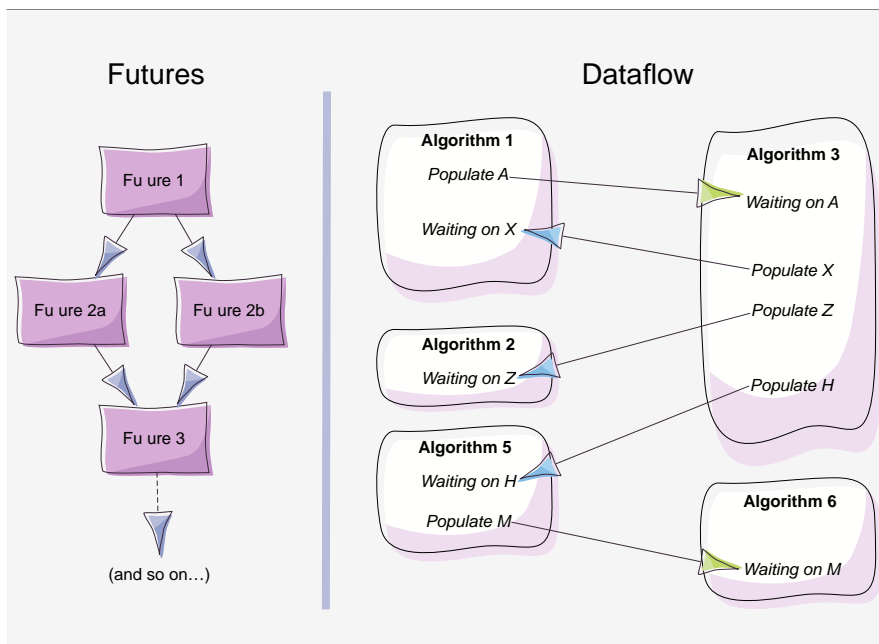 Futures
Fu ure 1
Fu ure 2a
Fu ure 2b
Fu ure 3
(and so on…)
Dataflow
Algorithm 1
Populate A
Waiting on X
Algorithm 2
Waiting on Z
Algorithm 5
Waiting on H
Populate M
Algorithm 3
Waiting on A
Populate X
Populate Z
Populate H
Algorithm 6
Waiting on M